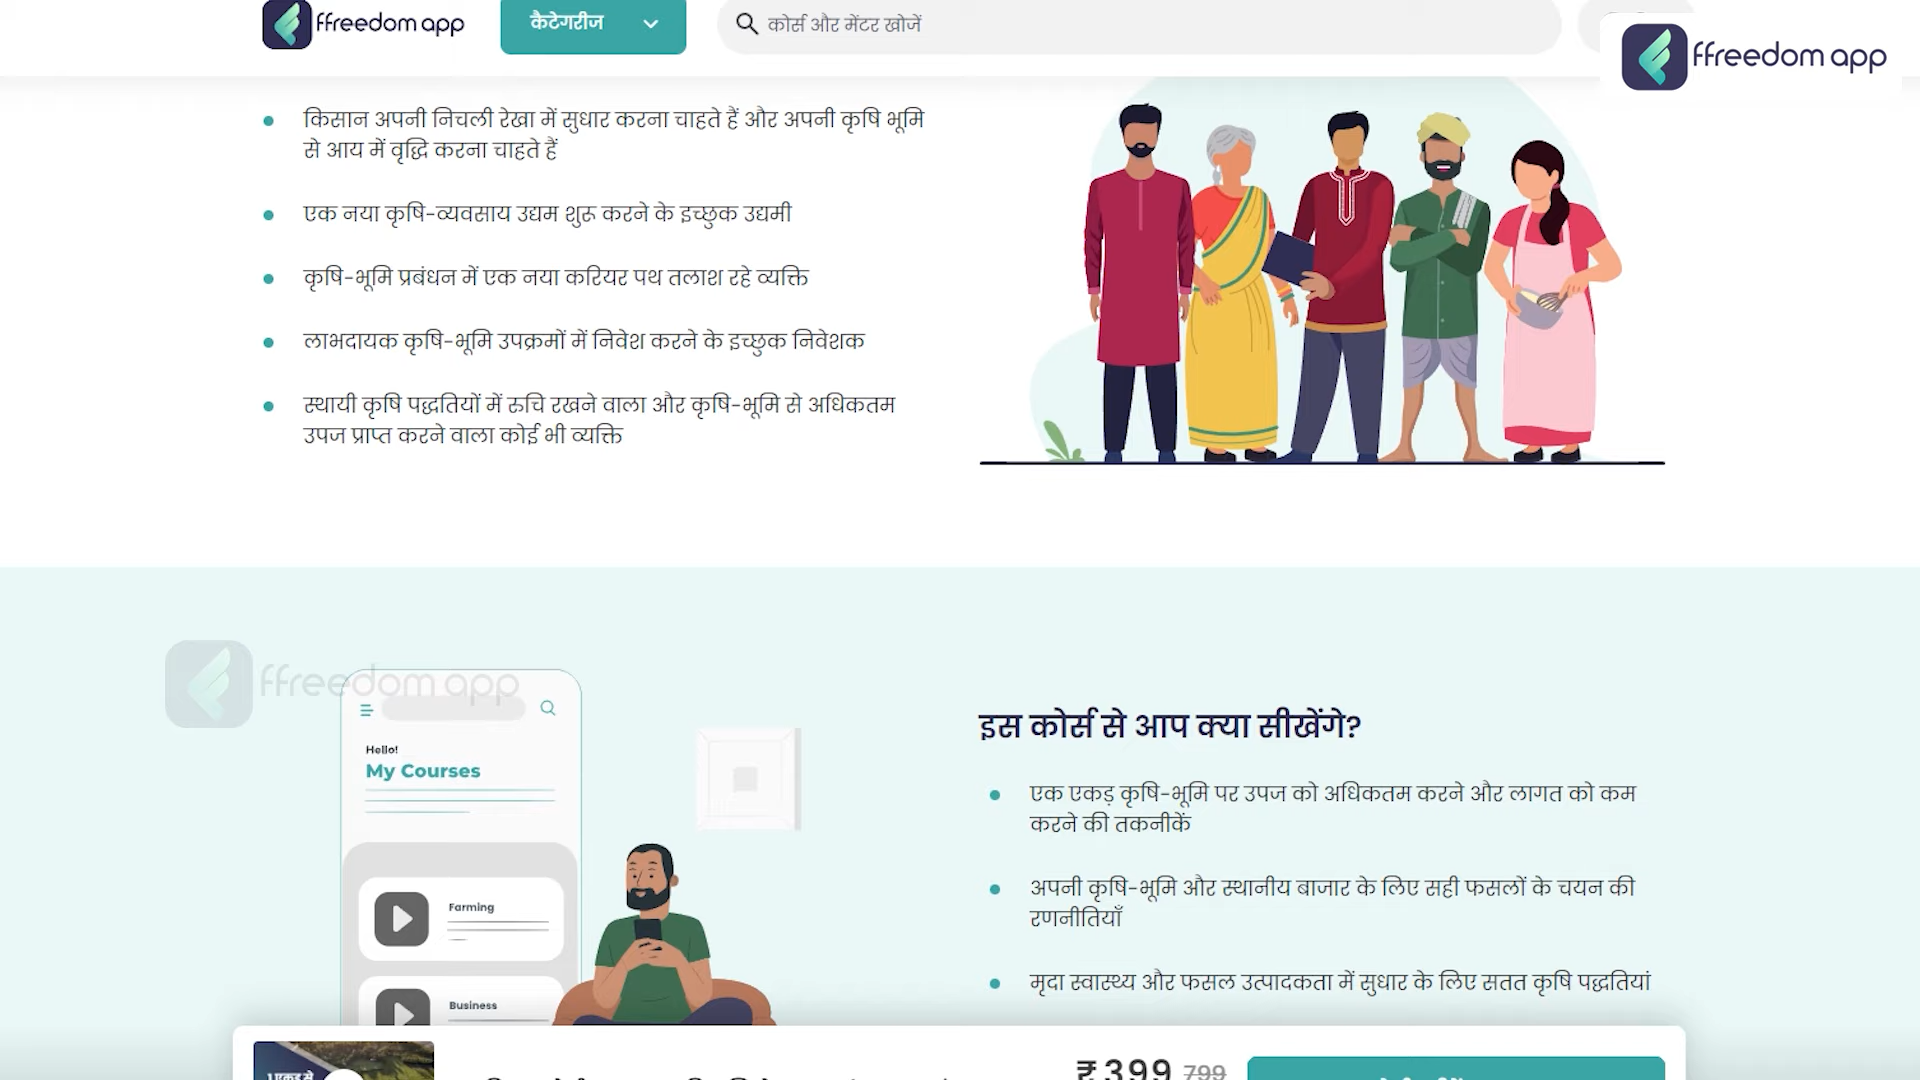 ffreedom app
कैटेगरीज
कोर्स और मेंटर खोजें
ffreedom app
किसान अपनी निचली रेखा में सुधार करना चाहते हैं और अपनी कृषि भूमि
से आय में वृद्धि करना चाहते हैं
एक नया कृषि-व्यवसाय उद्यम शुरू करने के इच्छुक उद्यमी
कृषि-भूमि प्रबंधन में एक नया करियर पथ तलाश रहे व्यक्ति
लाभदायक कृषि-भूमि उपक्रमों में निवेश करने के इच्छुक निवेशक
स्थायी कृषि पद्धतियों में रुचि रखने वाला और कृषि-भूमि से अधिकतम
उपज प्राप्त करने वाला कोई भी व्यक्ति
ffreedom app
Hello!
My Courses
Farming
Business
इस कोर्स से आप क्या सीखेंगे?
एक एकड़ कृषि-भूमि पर उपज को अधिकतम करने और लागत को कम
करने की तकनीकें
अपनी कृषि-भूमि और स्थानीय बाजार के लिए सही फसलों के चयन की
रणनीतियाँ
मृदा स्वास्थ्य और फसल उत्पादकता में सुधार के लिए सतत कृषि पद्धतियां
1 एकड़ से
₹399 799